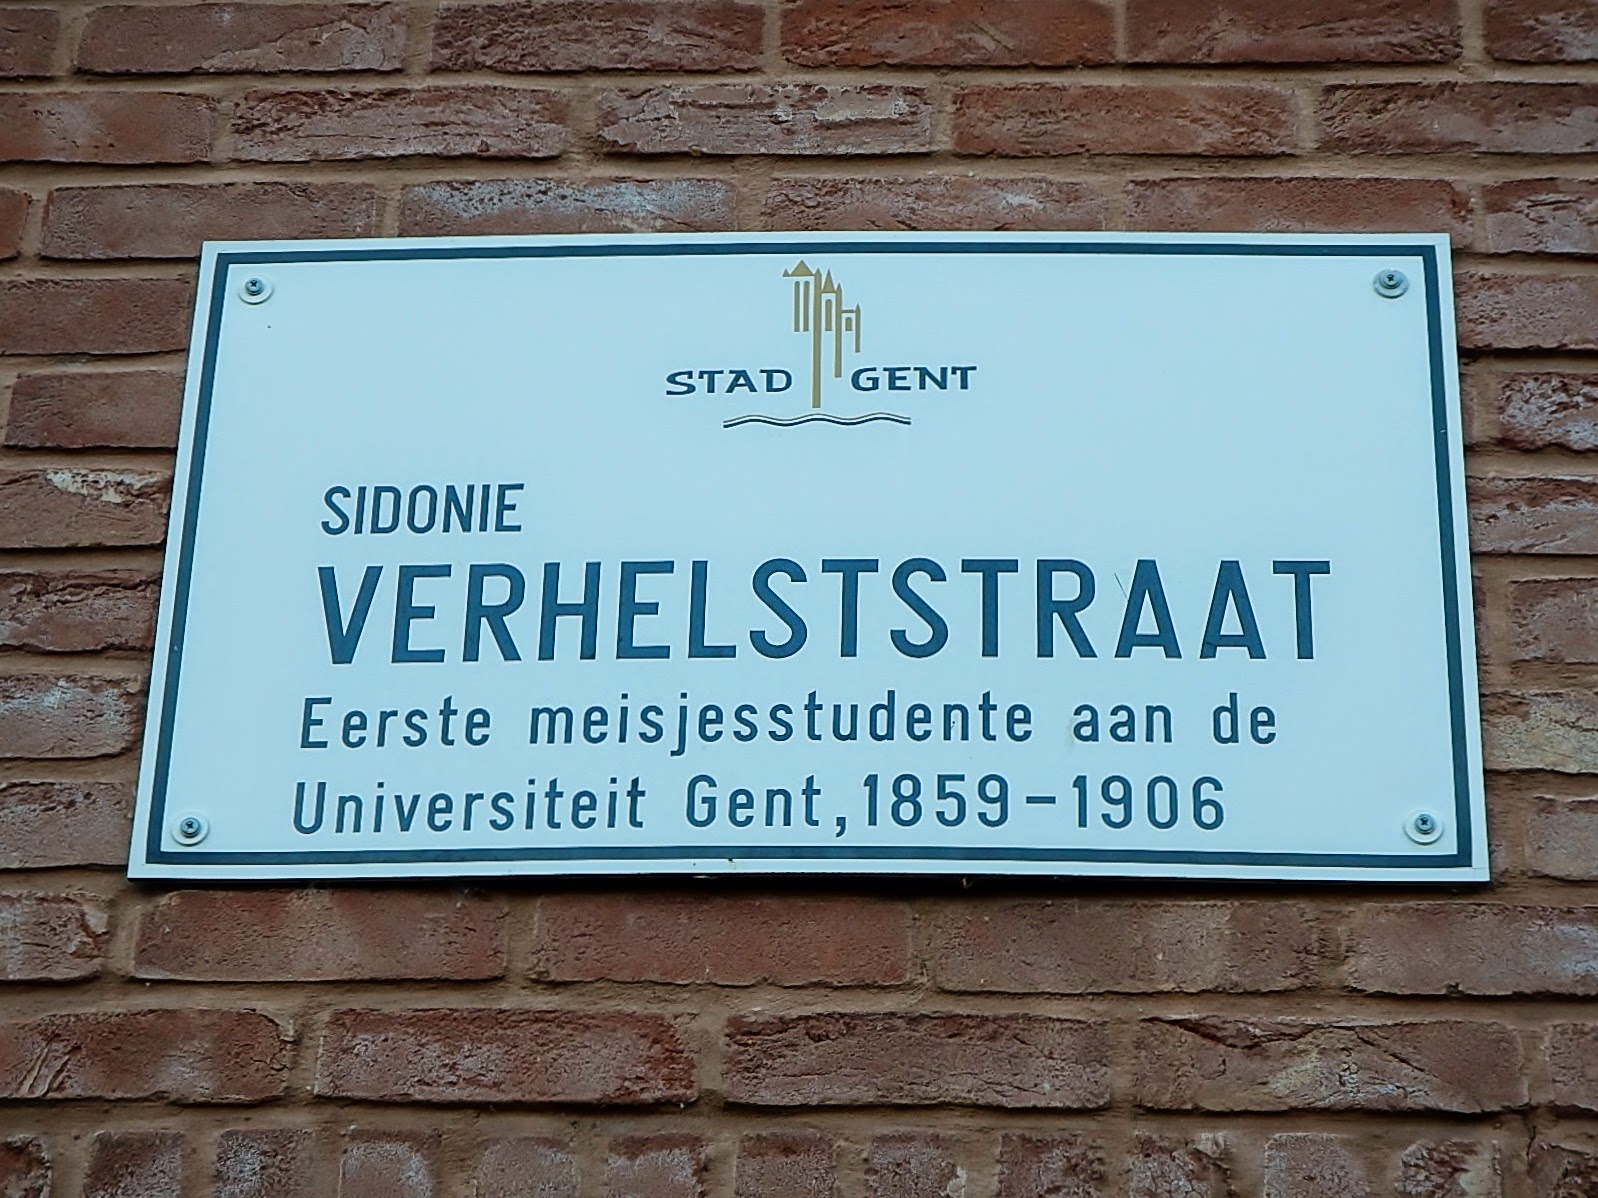 STAD GENT
SIDONIE
VERHELSTSTRAAT
Eerste meisjesstudente aan de
Universiteit Gent, 1859-1906